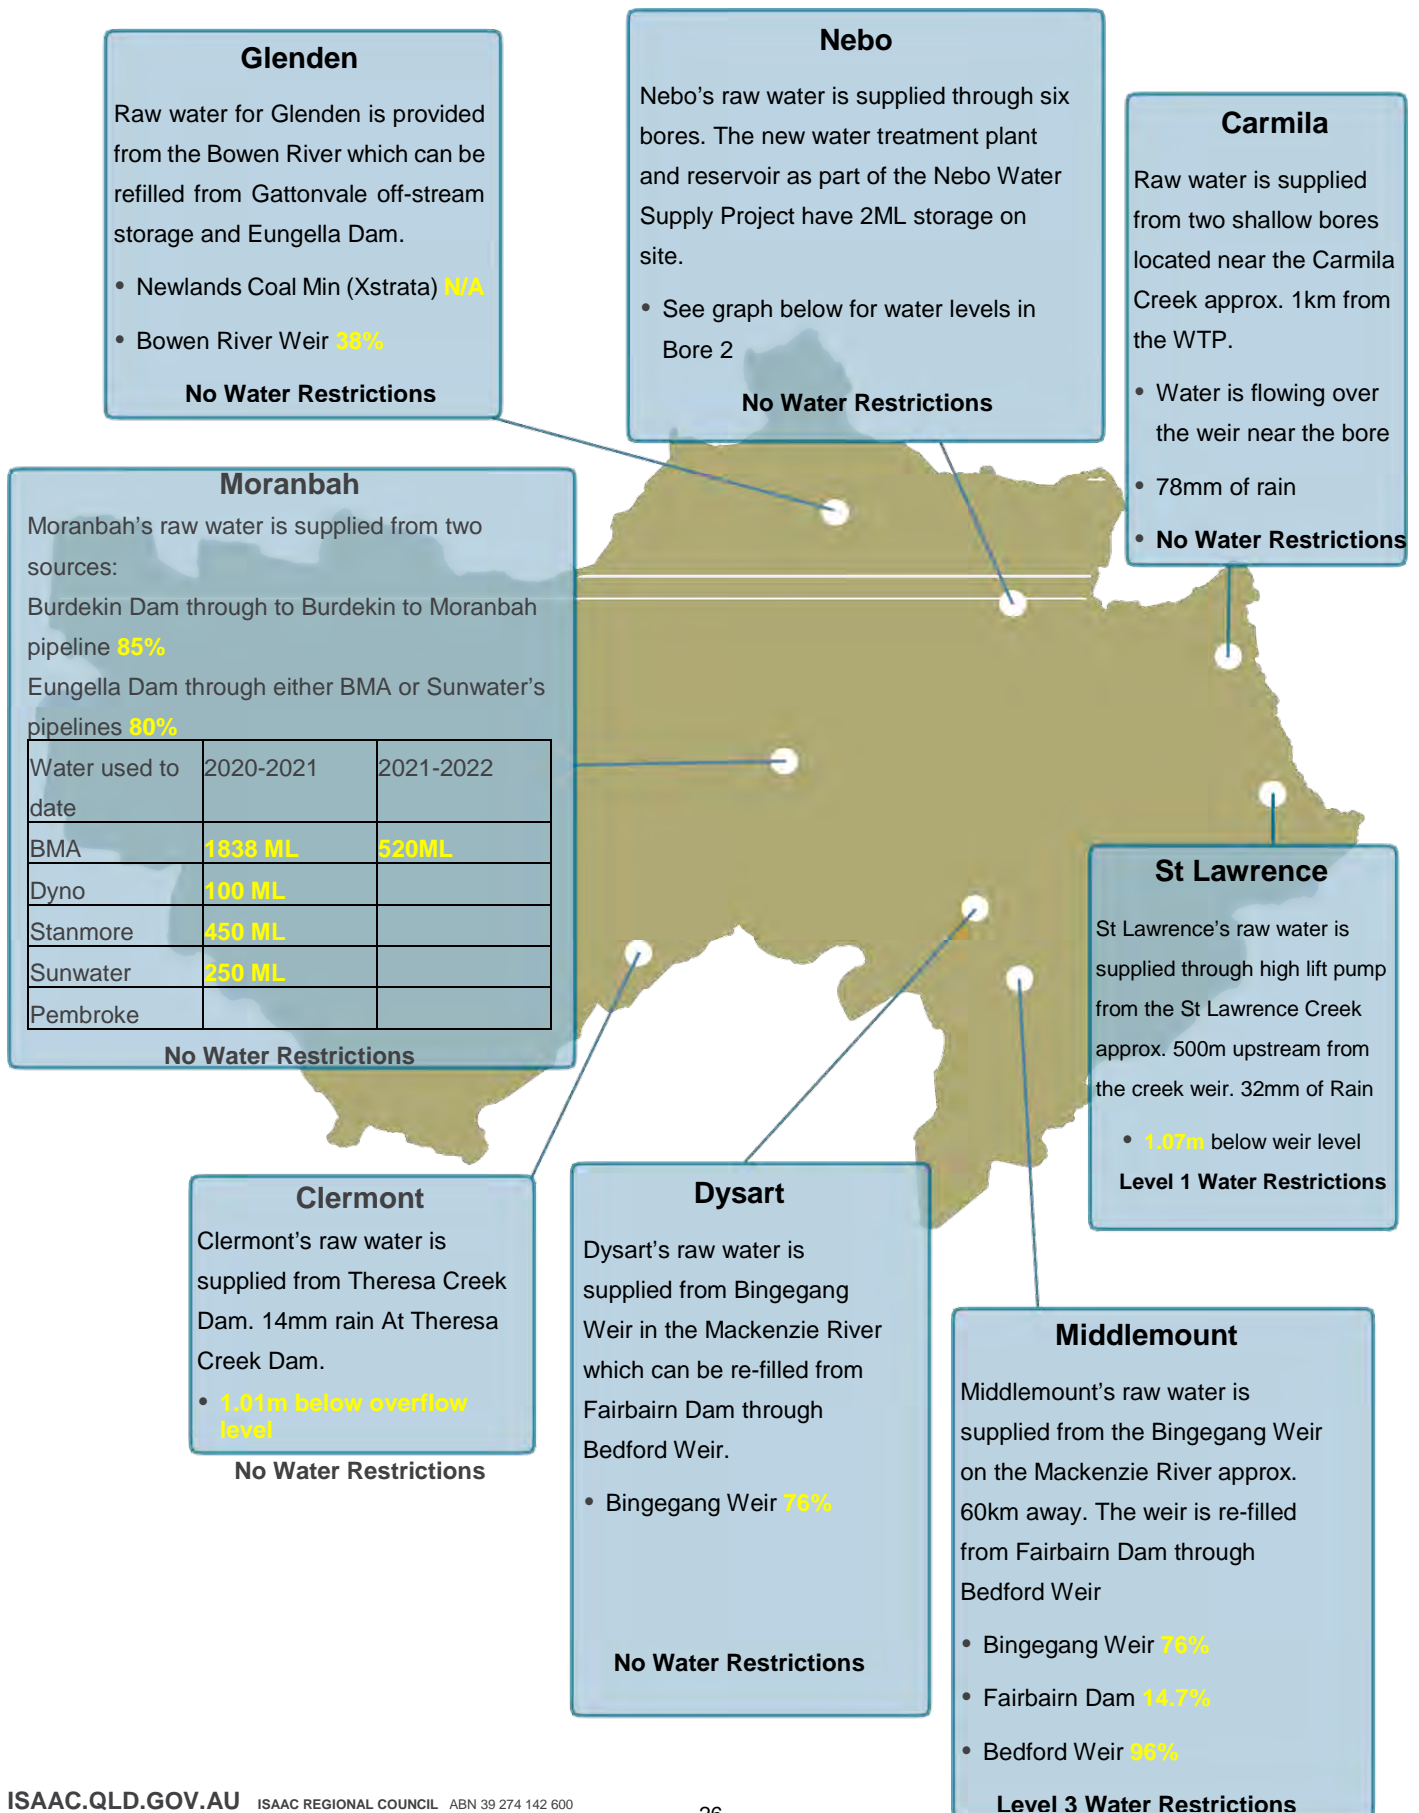 Glenden
Raw water for Glenden is provided
from the Bowen River which can be
refilled from Gattonvale off-stream
storage and Eungella Dam.
• Newlands Coal Min (Xstrata) N/A
• Bowen River Weir 38%
No Water Restrictions
Nebo
Nebo’s raw water is supplied through six
bores. The new water treatment plant
and reservoir as part of the Nebo Water
Supply Project have 2ML storage on
site.
• See graph below for water levels in
Bore 2
No Water Restrictions
Carmila
Raw water is supplied
from two shallow bores
located near the Carmila
Creek approx. 1km from
the WTP.
• Water is flowing over
the weir near the bore
• 78mm of rain
• No Water Restrictions
Moranbah
Moranbah’s raw water is supplied from two
sources:
Burdekin Dam through to Burdekin to Moranbah
pipeline 85%
Eungella Dam through either BMA or Sunwater’s
pipelines 80%
Water used to date 2020-2021 2021-2022
BMA 1838 ML 520ML
Dyno 100 ML
Stanmore 450 ML
Sunwater 250 ML
Pembroke
No Water Restrictions
St Lawrence
St Lawrence’s raw water is
supplied through high lift pump
from the St Lawrence Creek
approx. 500m upstream from
the creek weir. 32mm of Rain
• 1.07m below weir level
Level 1 Water Restrictions
Clermont
Clermont’s raw water is
supplied from Theresa Creek
Dam. 14mm rain At Theresa
Creek Dam.
• 1.01m below overflow
level
No Water Restrictions
Dysart
Dysart’s raw water is
supplied from Bingegang
Weir in the Mackenzie River
which can be re-filled from
Fairbairn Dam through
Bedford Weir.
• Bingegang Weir 76%
No Water Restrictions
Middlemount
Middlemount’s raw water is
supplied from the Bingegang Weir
on the Mackenzie River approx.
60km away. The weir is re-filled
from Fairbairn Dam through
Bedford Weir
• Bingegang Weir 76%
• Fairbairn Dam 14.7%
• Bedford Weir 96%
Level 3 Water Restrictions
ISAAC.QLD.GOV.AU ISAAC REGIONAL COUNCIL ABN 39 274 142 600
26